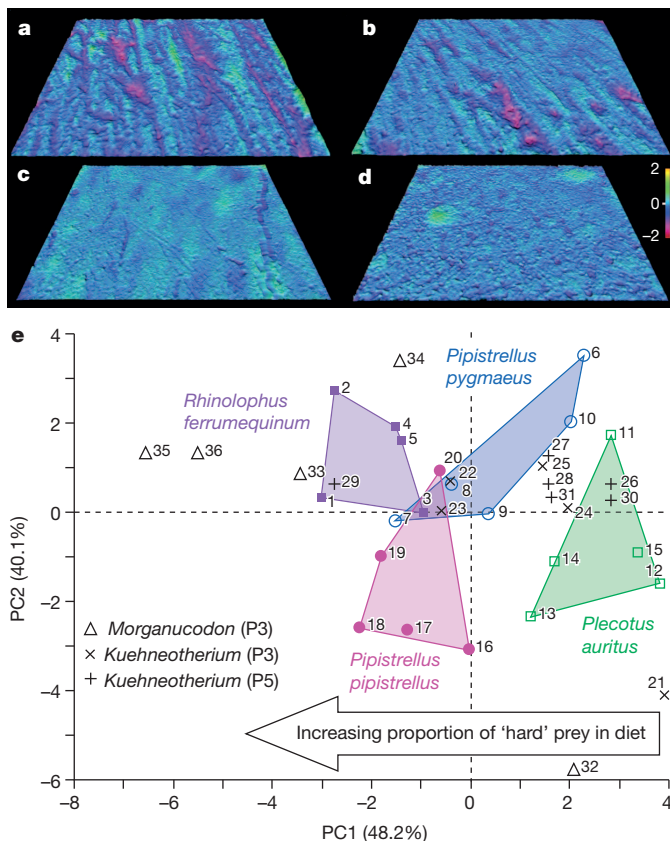 a
b
c
d
2
0
−2
e
4
2
0
−2
−4
−6
PC2 (40.1%)
Rhinolophus
ferrumequinum
Pipistrellus
pygmaeus
Pipistrellus
pipistrellus
Plecotus
auritus
34
35
36
33
29
2
4
5
1
3
20
22
8
7
23
9
6
10
27
25
28
31
24
11
26
30
15
12
14
13
19
18
17
16
21
32
Morganucodon (P3)
Kuehneotherium (P3)
Kuehneotherium (P5)
Increasing proportion of ‘hard’ prey in diet
−8
−6
−4
−2
0
2
4
PC1 (48.2%)